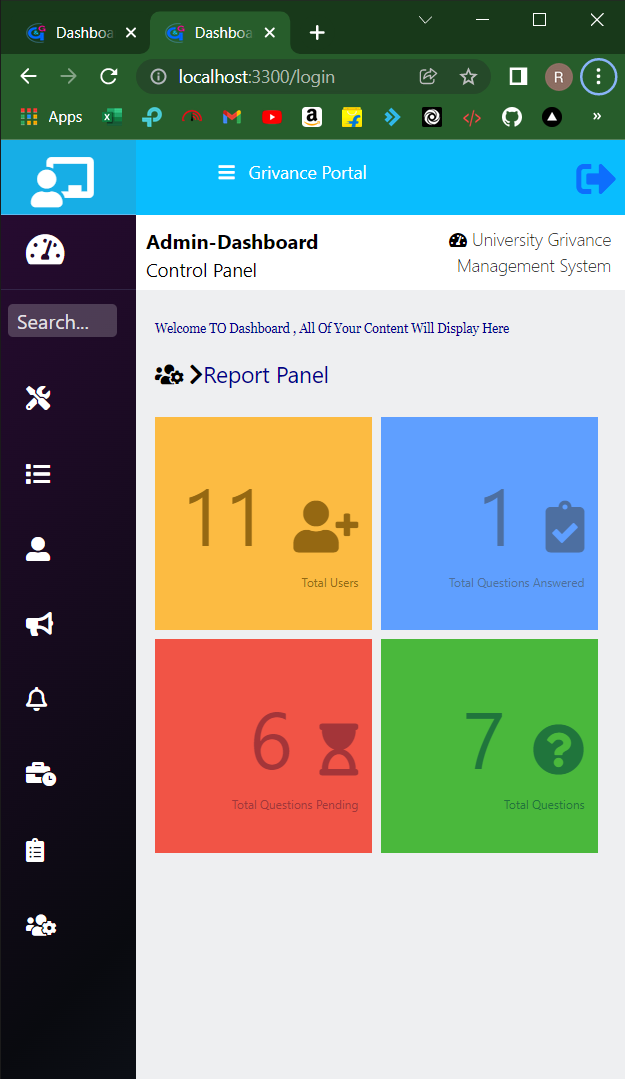 Dashboa
Dashboa
localhost:3300/login
R
Apps
Grivance Portal
Admin-Dashboard
Control Panel
University Grivance
Management System
Search...
Welcome TO Dashboard , All Of Your Content Will Display Here
Report Panel
11
Total Users
1
Total Questions Answered
6
Total Questions Pending
7
Total Questions